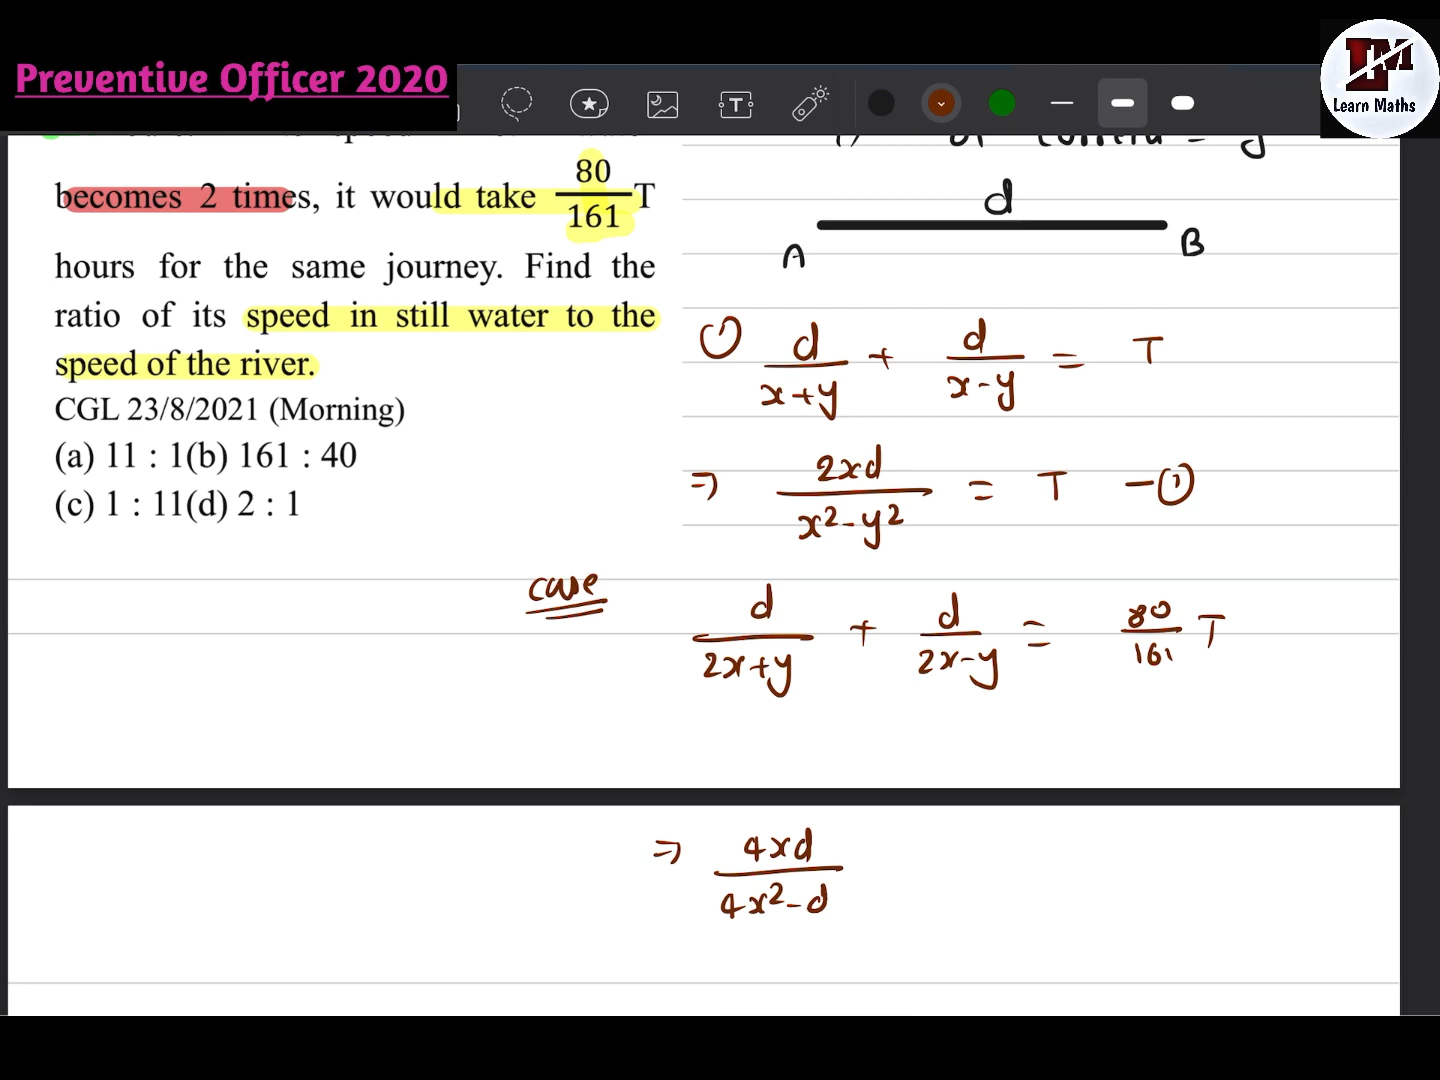 Preventive Officer 2020
LM
Learn Maths
becomes 2 times, it would take 80/161 T
hours for the same journey. Find the
ratio of its speed in still water to the
speed of the river.
CGL 23/8/2021 (Morning)
(a) 11 : 1(b) 161 : 40
(c) 1 : 11(d) 2 : 1
d
A B
① d/x+y + d/x-y = T
⇒ 2xd/x²-y² = T -①
case d/2x+y + d/2x-y = 80/161 T
⇒ 4xd/4x²-d